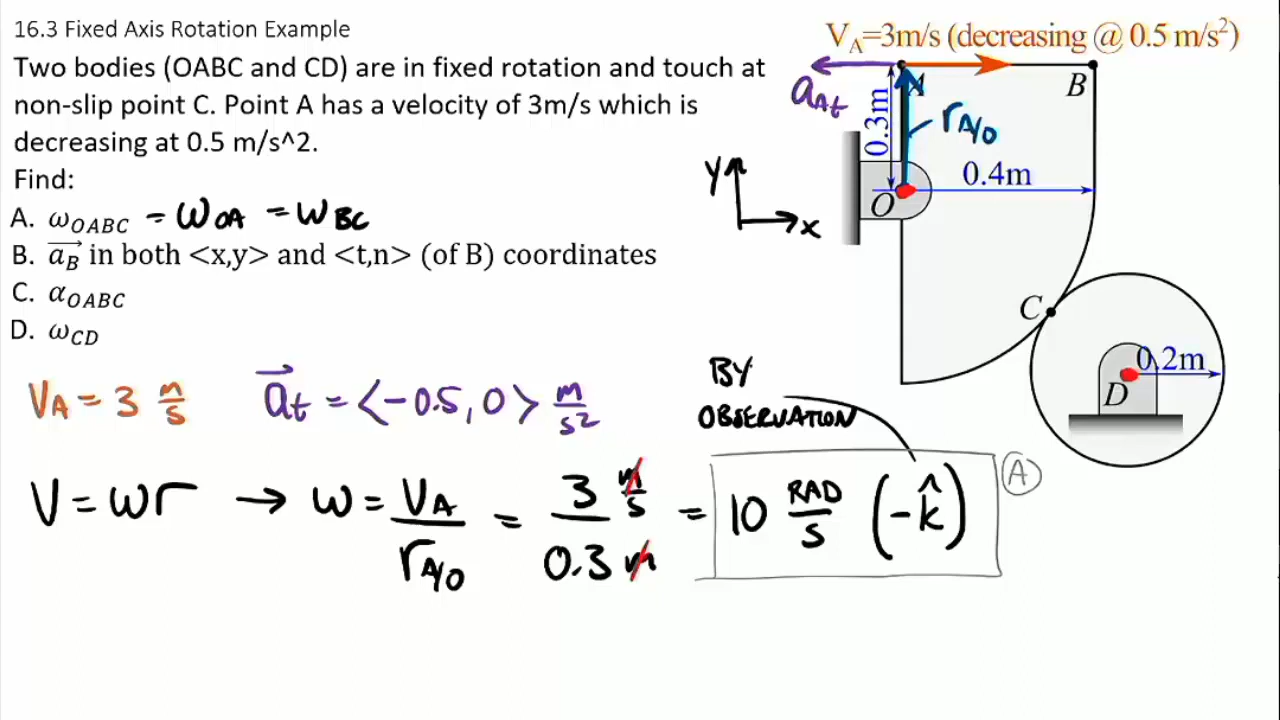 16.3 Fixed Axis Rotation Example
Two bodies (OABC and CD) are in fixed rotation and touch at
non-slip point C. Point A has a velocity of 3m/s which is
decreasing at 0.5 m/s^2.
Find:
A. ω_OABC = ω_OA = ω_BC
B. a_B⃗ in both <x,y> and <t,n> (of B) coordinates
C. α_OABC
D. ω_CD
V_A=3m/s (decreasing @ 0.5 m/s²)
a_At
A
B
0.3m
r_A/O
0.4m
O
y
x
C
0.2m
D
V_A = 3 m/s
a_t⃗ = <-0.5, 0> m/s²
BY
OBSERVATION
V = ωr → ω = V_A / r_A/O = 3 m/s / 0.3 m = 10 RAD/S (-k̂)
A